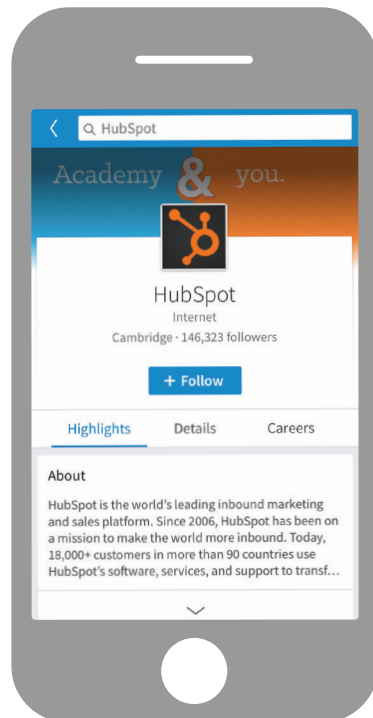 HubSpot
Academy & you.
HubSpot
Internet
Cambridge · 146,323 followers
+ Follow
Highlights Details Careers
About
HubSpot is the world's leading inbound marketing
and sales platform. Since 2006, HubSpot has been on
a mission to make the world more inbound. Today,
18,000+ customers in more than 90 countries use
HubSpot's software, services, and support to transf...